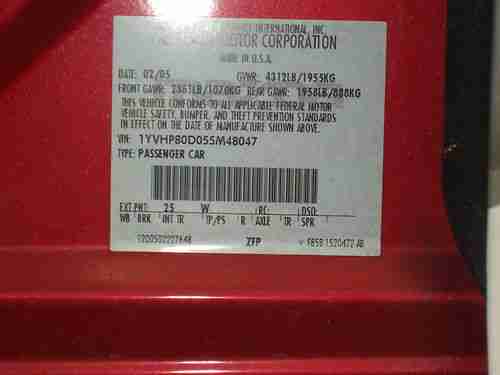 INTERNATIONAL, INC.
MOTOR CORPORATION
MADE IN U.S.A.
DATE: 02/05 GVWR: 4312LB/1955KG
FRONT GAWR: 2361LB/1070KG REAR GAWR: 1958LB/888KG
THIS VEHICLE CONFORMS TO ALL APPLICABLE FEDERAL MOTOR
VEHICLE SAFETY, BUMPER, AND THEFT PREVENTION STANDARDS
IN EFFECT ON THE DATE OF MANUFACTURE SHOWN ABOVE.
VIN: 1YVHP80D055M48047
TYPE: PASSENGER CAR
EXT PNT: 25 W RC: DSO:
WB BRK INT TR TP/PS R AXLE TR SPR
ZFP